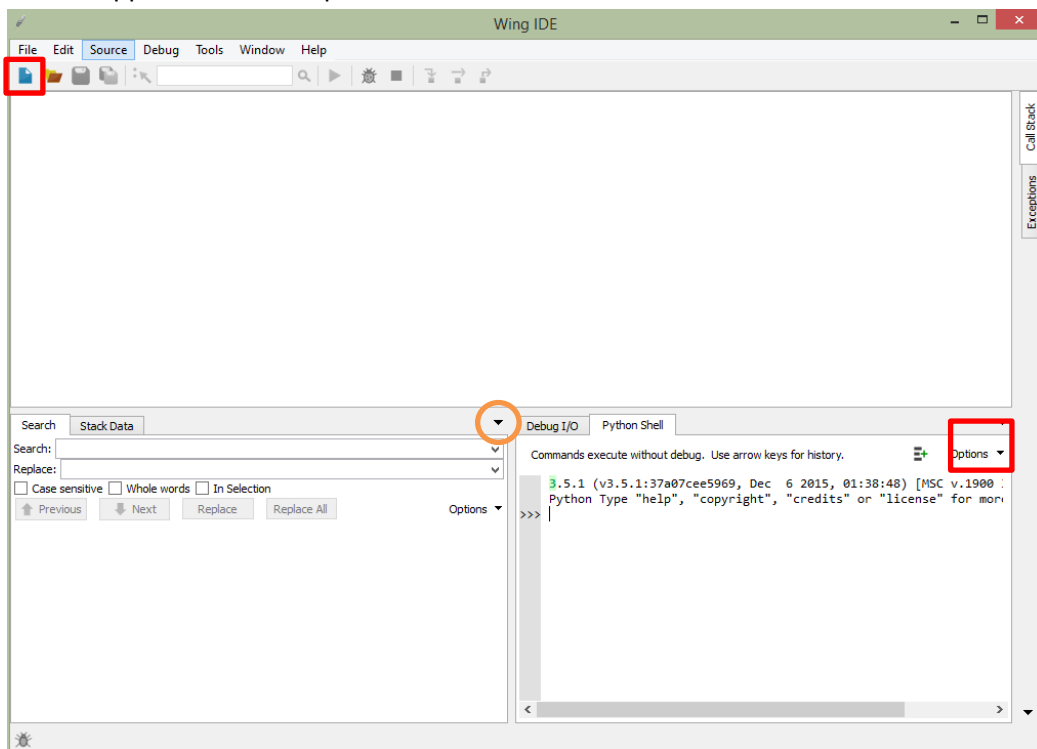 Wing IDE
File Edit Source Debug Tools Window Help
Call Stack
Exceptions
Search Stack Data
Debug I/O Python Shell
Search:
Replace:
Case sensitive Whole words In Selection
Previous Next Replace Replace All Options
Commands execute without debug. Use arrow keys for history. Options
3.5.1 (v3.5.1:37a07cee5969, Dec 6 2015, 01:38:48) [MSC v.1900
Python Type "help", "copyright", "credits" or "license" for more
>>>